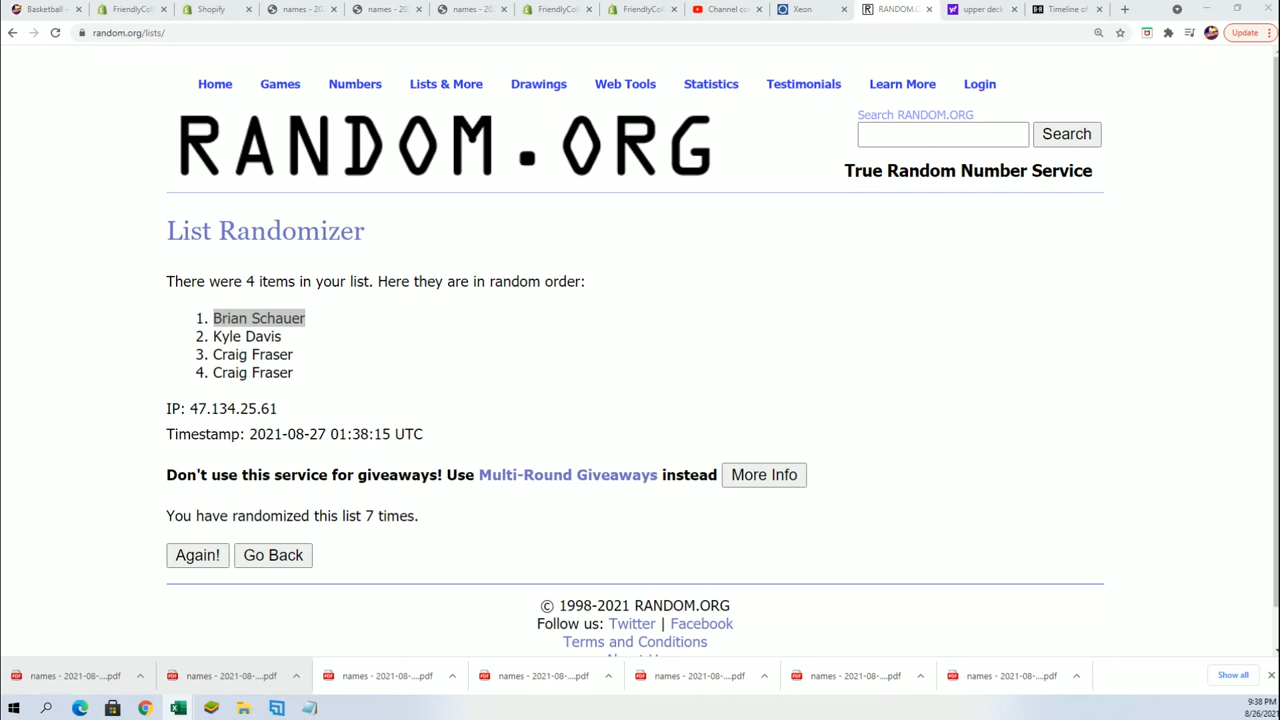 Basketball -
Shopify
names - 202
names - 202
names - 202
FriendlyColl
FriendlyColl
Channel co
Xeon
RANDOM.O
upper deck
Timeline of
random.org/lists/
Update
Home Games Numbers Lists & More Drawings Web Tools Statistics Testimonials Learn More Login
RANDOM.ORG
Search RANDOM.ORG
Search
True Random Number Service
List Randomizer
There were 4 items in your list. Here they are in random order:
1. Brian Schauer
2. Kyle Davis
3. Craig Fraser
4. Craig Fraser
IP: 47.134.25.61
Timestamp: 2021-08-27 01:38:15 UTC
Don't use this service for giveaways! Use Multi-Round Giveaways instead More Info
You have randomized this list 7 times.
Again! Go Back
© 1998-2021 RANDOM.ORG
Follow us: Twitter | Facebook
Terms and Conditions
names - 2021-08-....pdf names - 2021-08-....pdf names - 2021-08-....pdf names - 2021-08-....pdf names - 2021-08-....pdf names - 2021-08-....pdf names - 2021-08-....pdf Show all
9:38 PM
8/26/2021